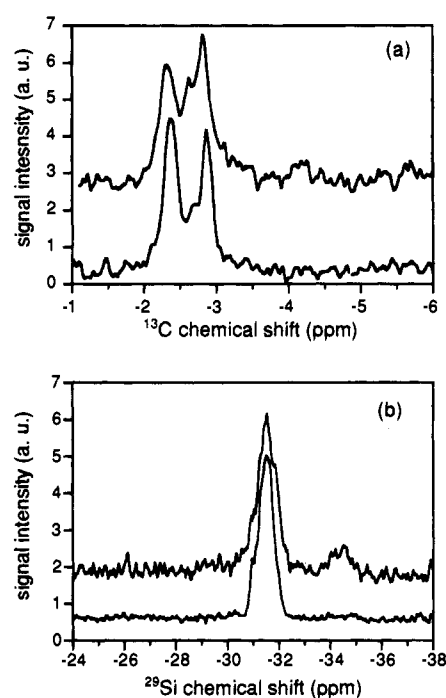 (a)
signal intesnsity (a. u.)
7
6
5
4
3
2
1
0
-1 -2 -3 -4 -5 -6
¹³C chemical shift (ppm)
(b)
signal intensity (a. u.)
7
6
5
4
3
2
1
0
-24 -26 -28 -30 -32 -34 -36 -38
²⁹Si chemical shift (ppm)